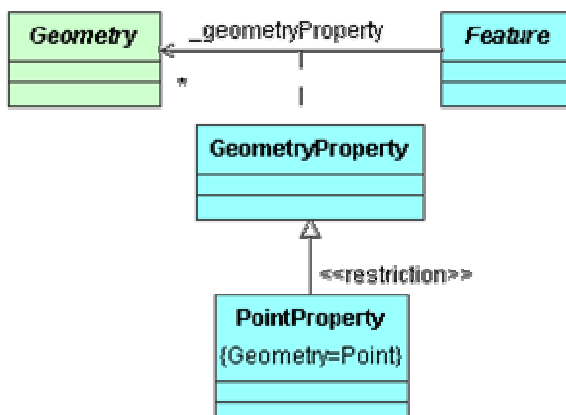 Geometry
_geometryProperty
Feature
*
GeometryProperty
<<restriction>>
PointProperty
{Geometry=Point}